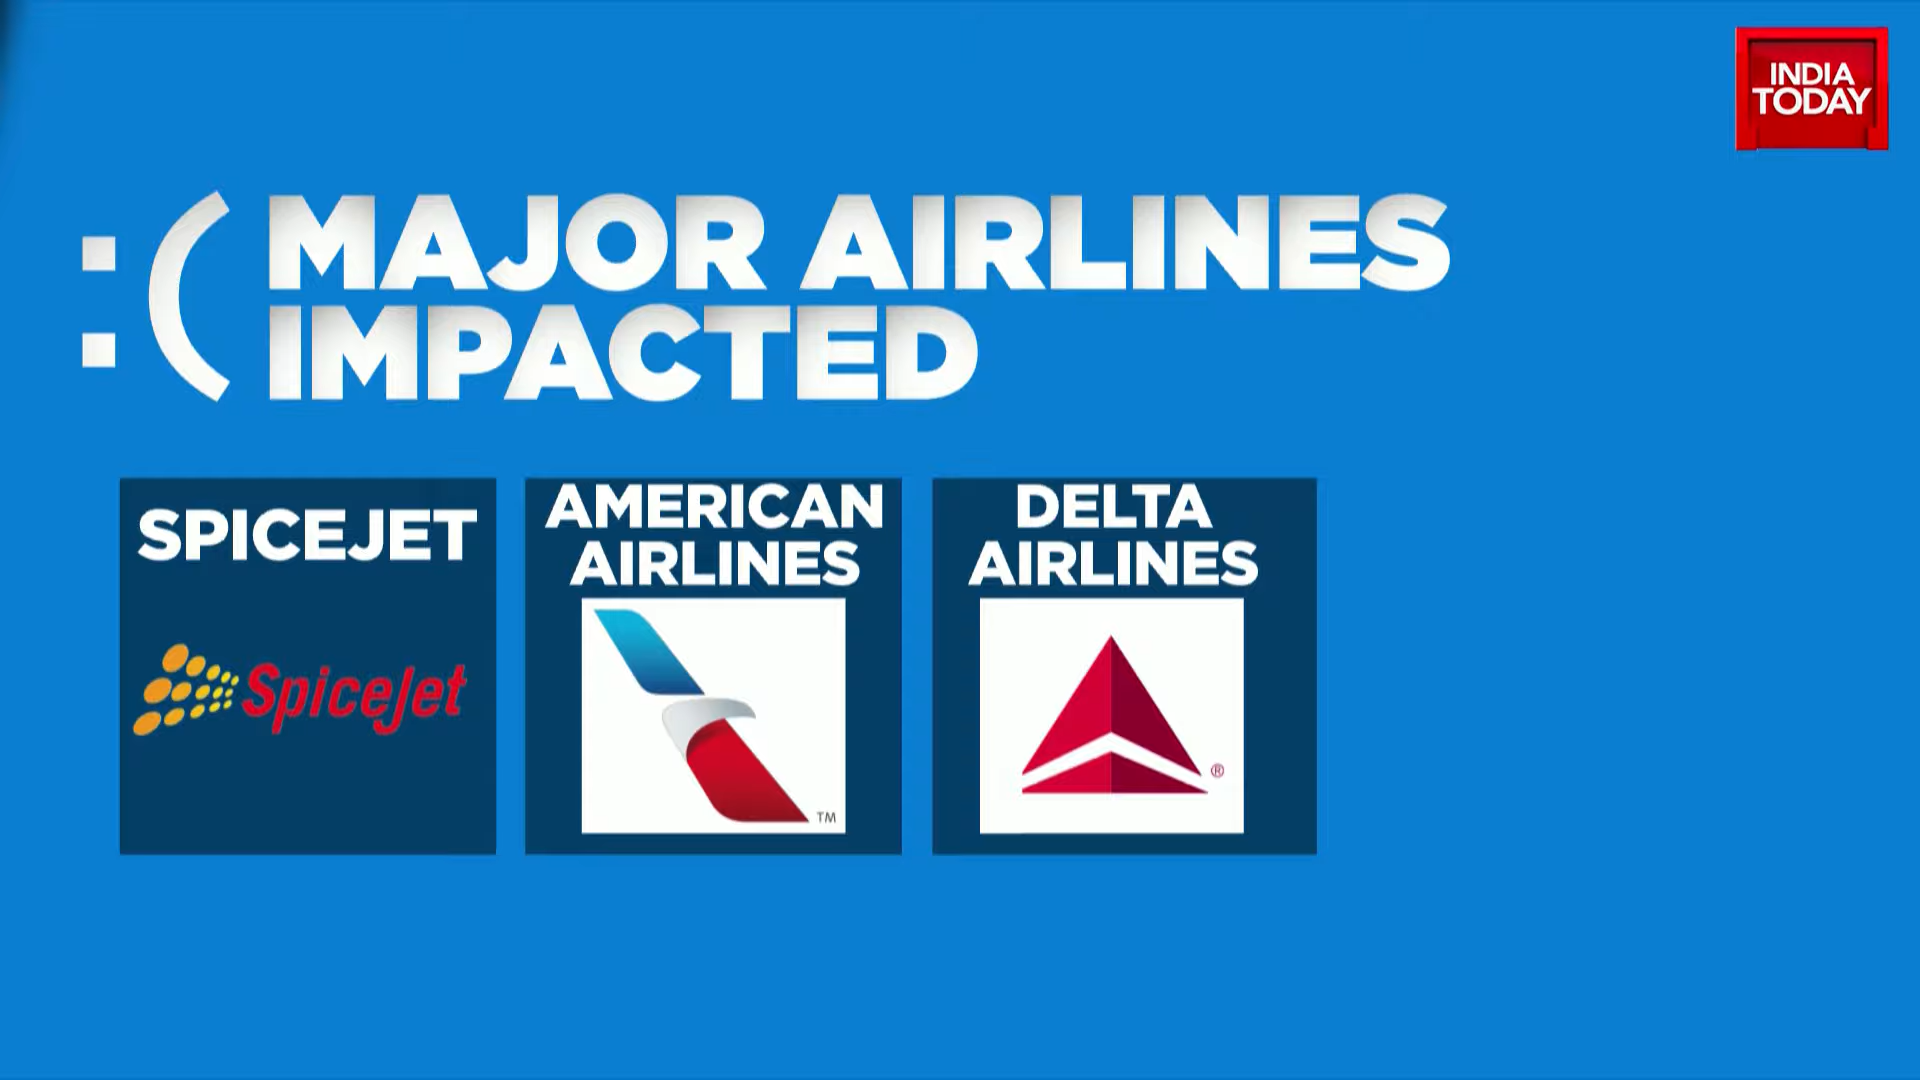 INDIA
TODAY
:( MAJOR AIRLINES
IMPACTED
SPICEJET
SpiceJet
AMERICAN
AIRLINES
TM
DELTA
AIRLINES
®